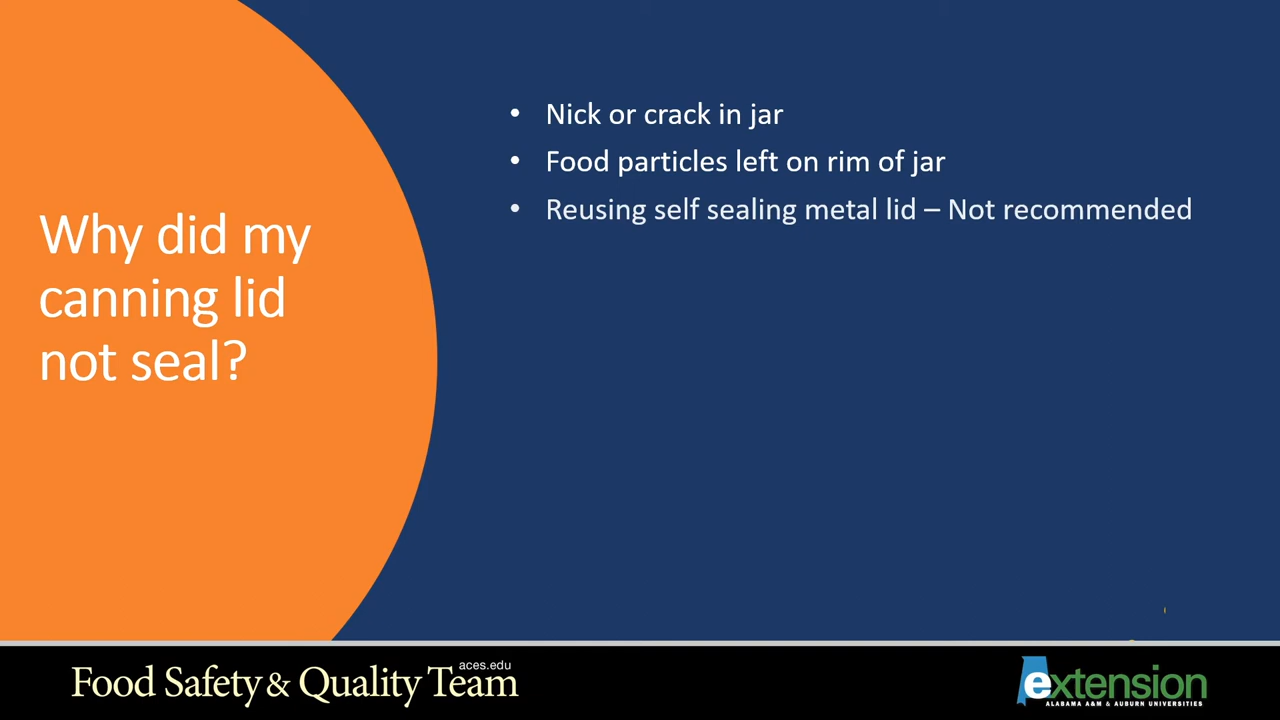 Why did my
canning lid
not seal?
• Nick or crack in jar
• Food particles left on rim of jar
• Reusing self sealing metal lid – Not recommended
aces.edu
Food Safety & Quality Team
extension
ALABAMA A&M & AUBURN UNIVERSITIES